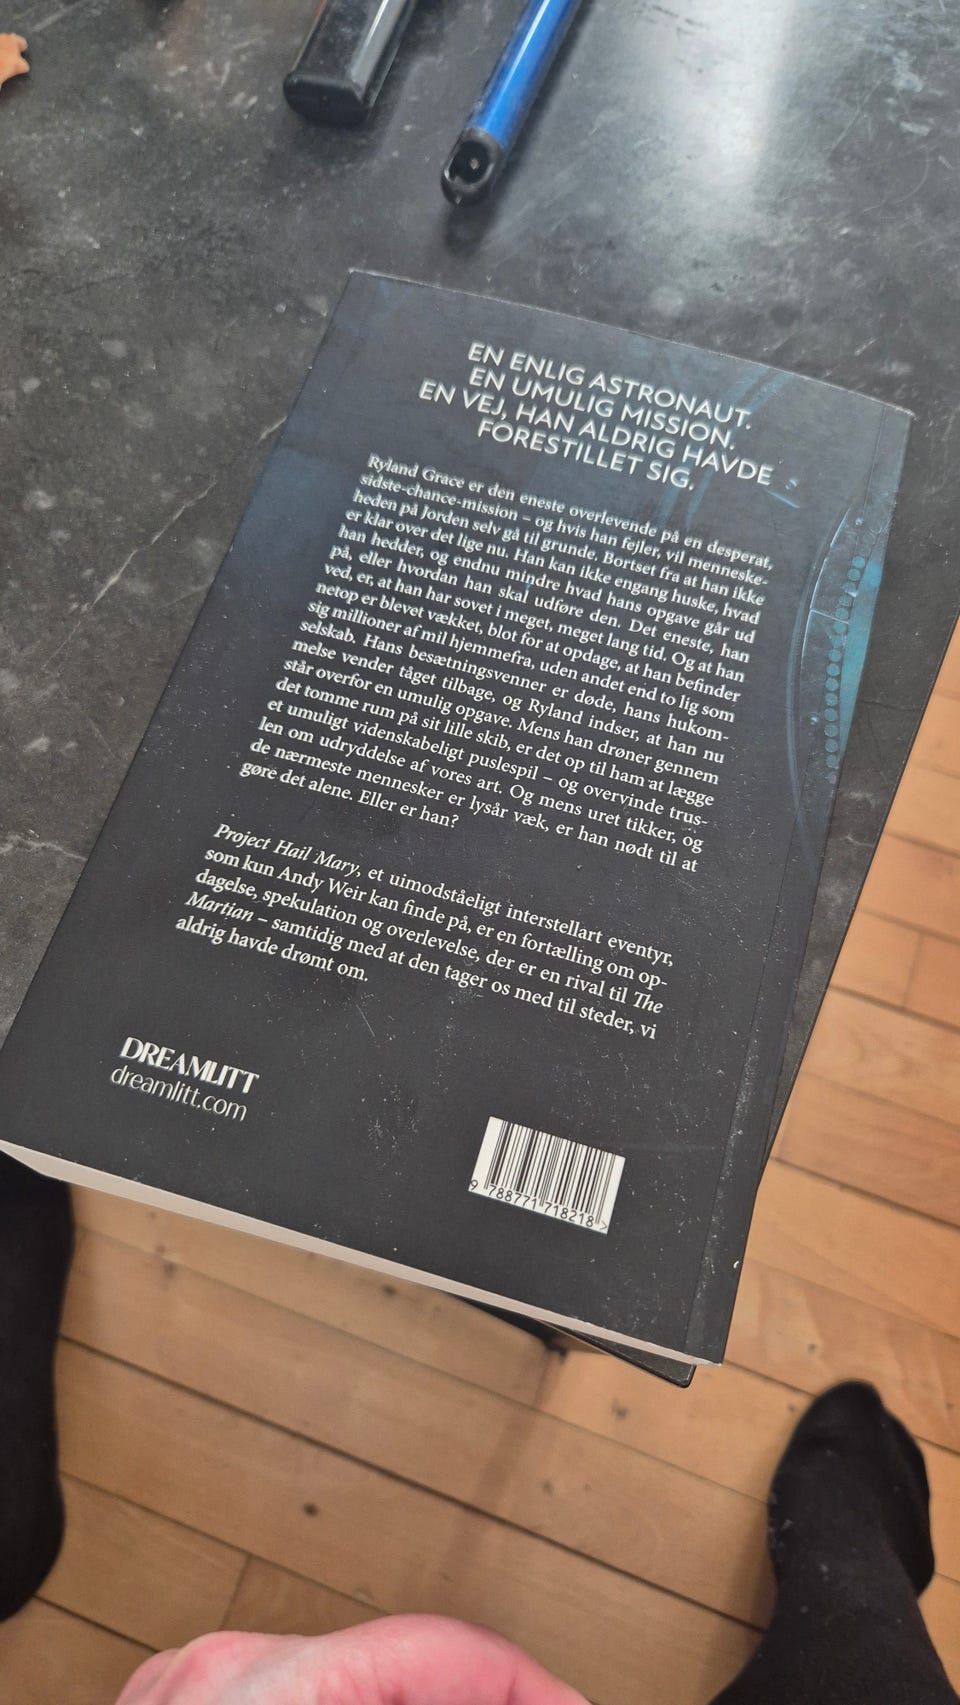 EN ENLIG ASTRONAUT.
EN UMULIG MISSION.
EN VEJ, HAN ALDRIG HAVDE
FORESTILLET SIG.
Ryland Grace er den eneste overlevende på en desperat,
sidste-chance-mission – og hvis han fejler, vil menneske-
heden på Jorden selv gå til grunde. Bortset fra at han ikke
er klar over det lige nu. Han kan ikke engang huske, hvad
han hedder, og endnu mindre hvad hans opgave går ud
på, eller hvordan han skal udføre den. Det eneste, han
ved, er, at han har sovet i meget, meget lang tid. Og at han
netop er blevet vækket, blot for at opdage, at han befinder
sig millioner af mil hjemmefra, uden andet end to lig som
selskab. Hans besætningsvenner er døde, hans hukom-
melse vender tåget tilbage, og Ryland indser, at han nu
står overfor en umulig opgave. Mens han drøner gennem
det tomme rum på sit lille skib, er det op til ham at lægge
et umuligt videnskabeligt puslespil – og overvinde trus-
len om udryddelse af vores art. Og mens uret tikker, og
de nærmeste mennesker er lysår væk, er han nødt til at
gøre det alene. Eller er han?
Project Hail Mary, et uimodståeligt interstellart eventyr,
som kun Andy Weir kan finde på, er en fortælling om op-
dagelse, spekulation og overlevelse, der er en rival til The
Martian – samtidig med at den tager os med til steder, vi
aldrig havde drømt om.
DREAMLITT
dreamlitt.com
9 788771 718218 >